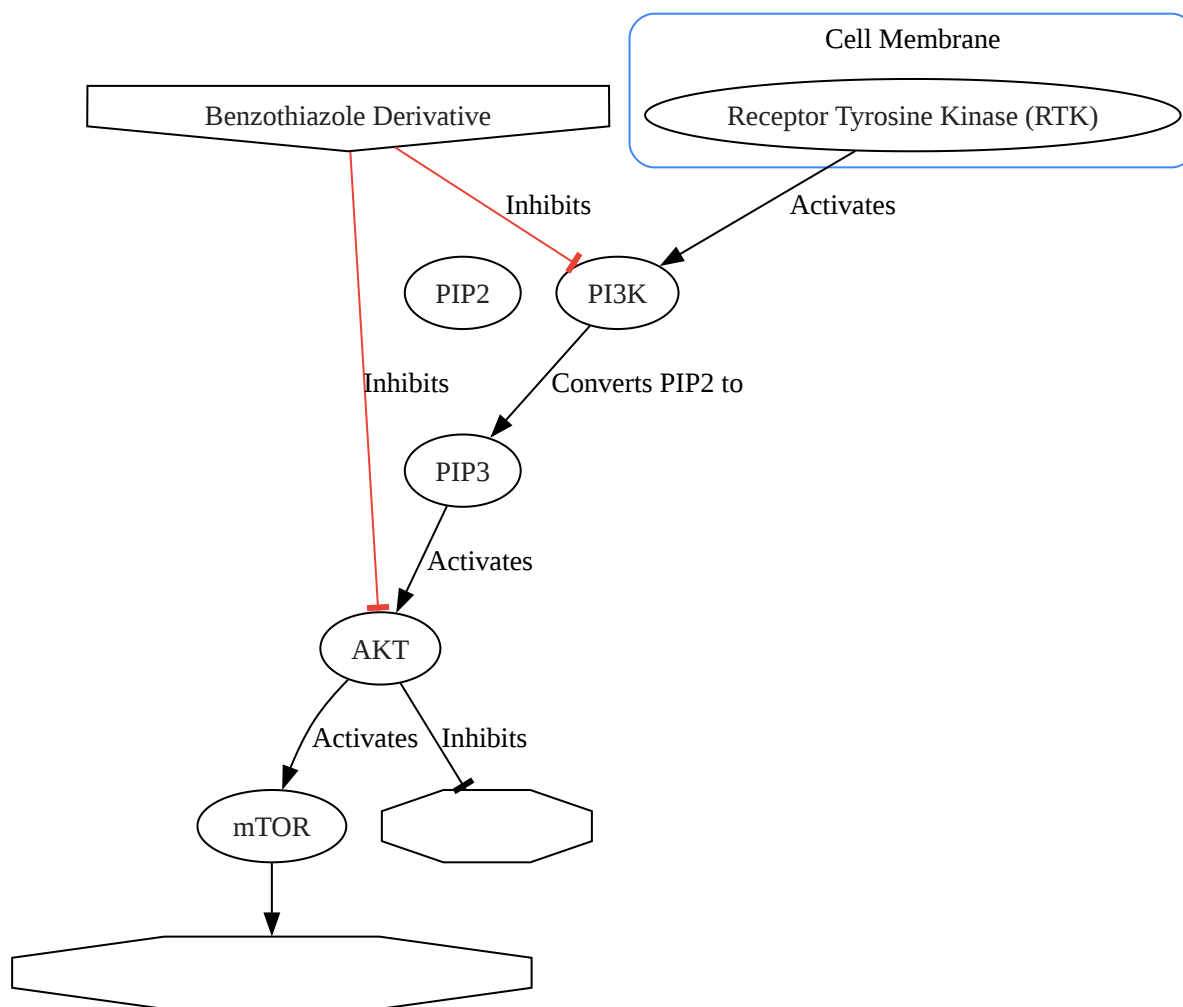 Cell Membrane
Benzothiazole Derivative
Receptor Tyrosine Kinase (RTK)
Inhibits
Activates
PIP2
PI3K
Inhibits
Converts PIP2 to
PIP3
Activates
AKT
Activates
Inhibits
mTOR